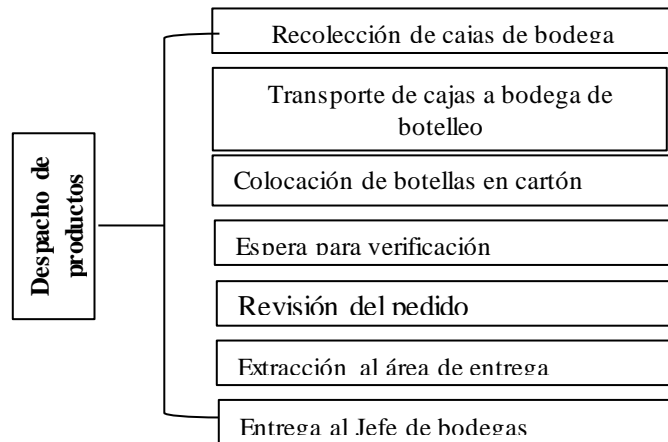 Recolección de cajas de bodega
Transporte de cajas a bodega de
botelleo
Despacho de
productos
Colocación de botellas en cartón
Espera para verificación
Revisión del pedido
Extracción al área de entrega
Entrega al Jefe de bodegas